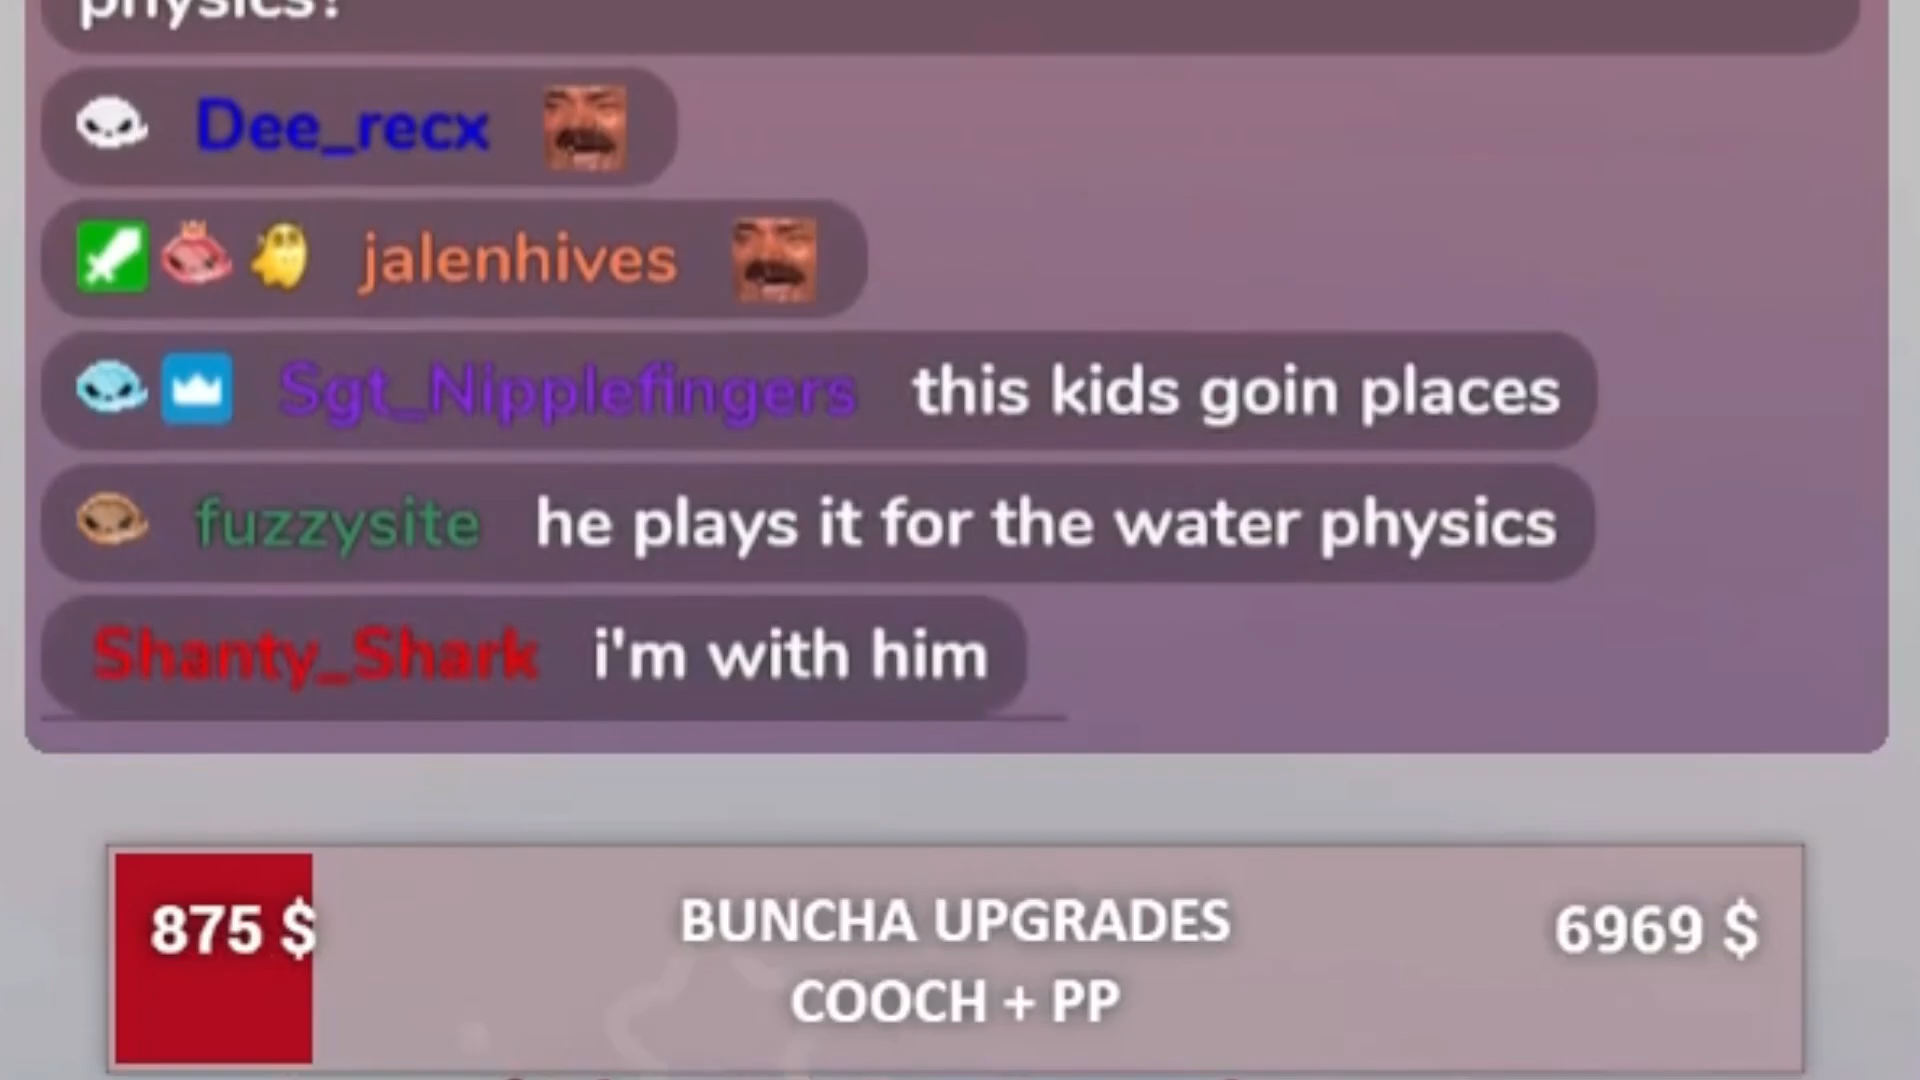 physics?
Dee_recx
jalenhives
Sgt_Nipplefingers this kids goin places
fuzzysite he plays it for the water physics
Shanty_Shark i'm with him
875 $ BUNCHA UPGRADES 6969 $
COOCH + PP